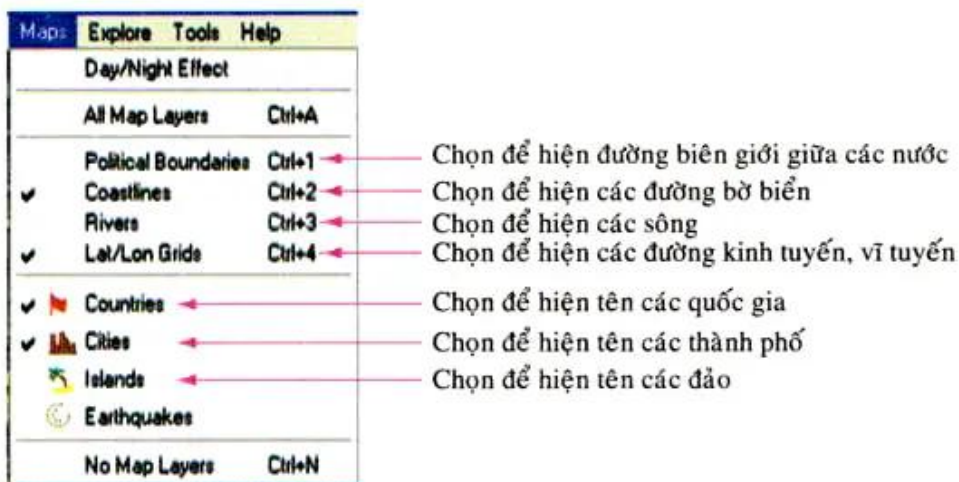 Maps Explore Tools Help
Day/Night Effect
All Map Layers Ctrl+A
Political Boundaries Ctrl+1 Chọn để hiện đường biên giới giữa các nước
Coastlines Ctrl+2 Chọn để hiện các đường bờ biển
Rivers Ctrl+3 Chọn để hiện các sông
Lat/Lon Grids Ctrl+4 Chọn để hiện các đường kinh tuyến, vĩ tuyến
Countries Chọn để hiện tên các quốc gia
Cities Chọn để hiện tên các thành phố
Islands Chọn để hiện tên các đảo
Earthquakes
No Map Layers Ctrl+N